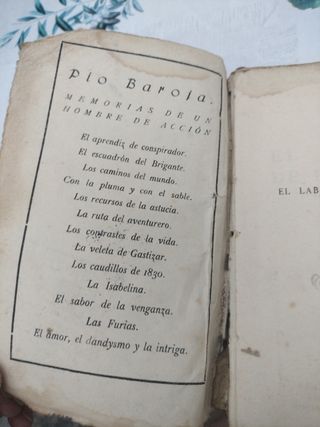 Pío Baroja.
MEMORIAS DE UN
HOMBRE DE ACCIÓN
El aprendiz de conspirador.
El escuadrón del Brigante.
Los caminos del mundo.
Con la pluma y con el sable.
Los recursos de la astucia.
La ruta del aventurero.
Los contrastes de la vida.
La veleta de Gastizar.
Los caudillos de 1830.
La Isabelina.
El sabor de la venganza.
Las Furias.
El amor, el dandysmo y la intriga.
EL LAB